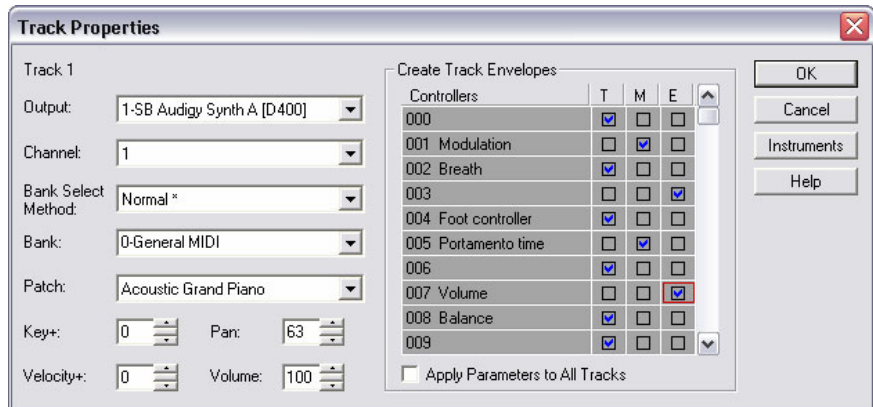 Track Properties
Track 1
Output: 1-SB Audigy Synth A [D400]
Channel: 1
Bank Select Method: Normal *
Bank: 0-General MIDI
Patch: Acoustic Grand Piano
Key+: 0 Pan: 63
Velocity+: 0 Volume: 100
Create Track Envelopes
Controllers T M E
000
001 Modulation
002 Breath
003
004 Foot controller
005 Portamento time
006
007 Volume
008 Balance
009
Apply Parameters to All Tracks
OK
Cancel
Instruments
Help